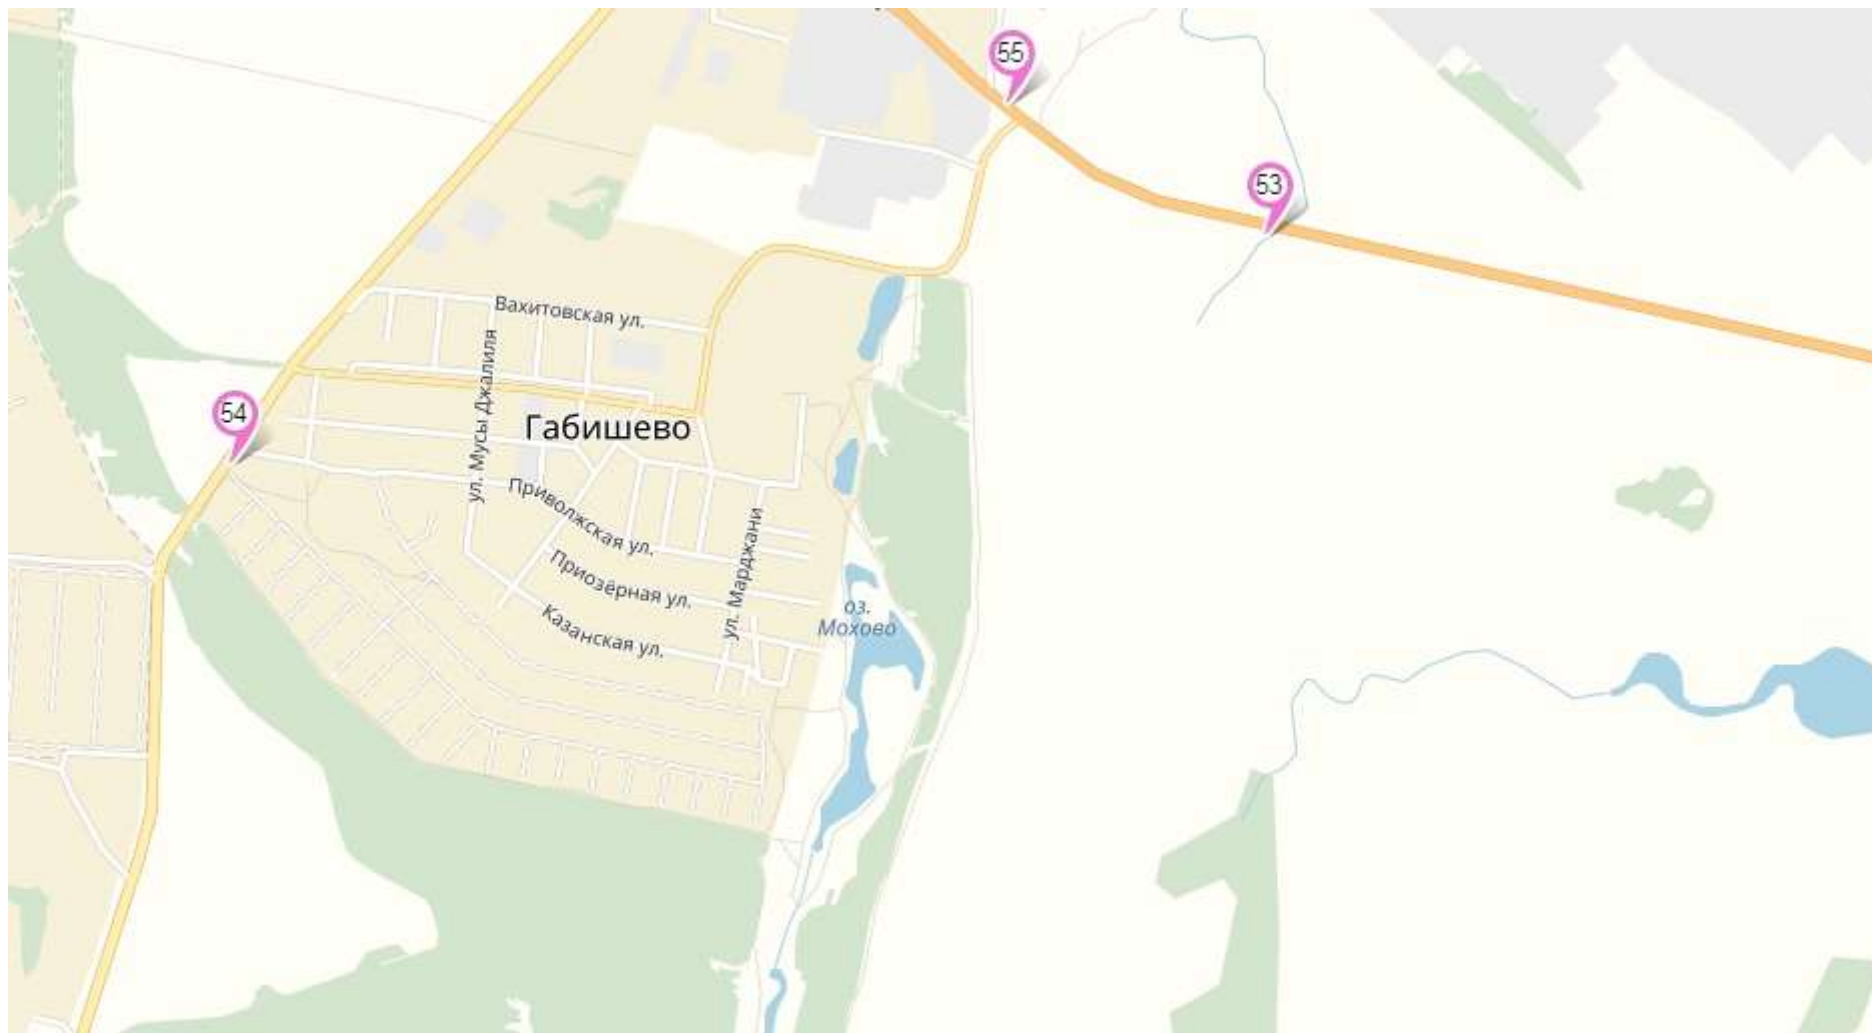 55
53
Вахитовская ул.
ул. Мусы Джалиля
54
Габишево
Приволжская ул.
ул. Марджани
Приозёрная ул.
Казанская ул.
оз.
Мохово